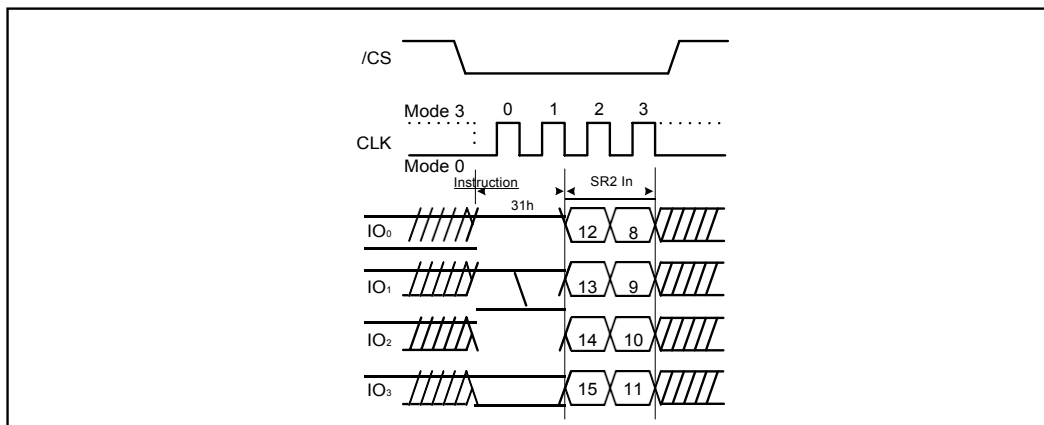 /CS
Mode 3 0 1 2 3
CLK
Mode 0
Instruction SR2 In
31h
IO₀ 12 8
IO₁ 13 9
IO₂ 14 10
IO₃ 15 11